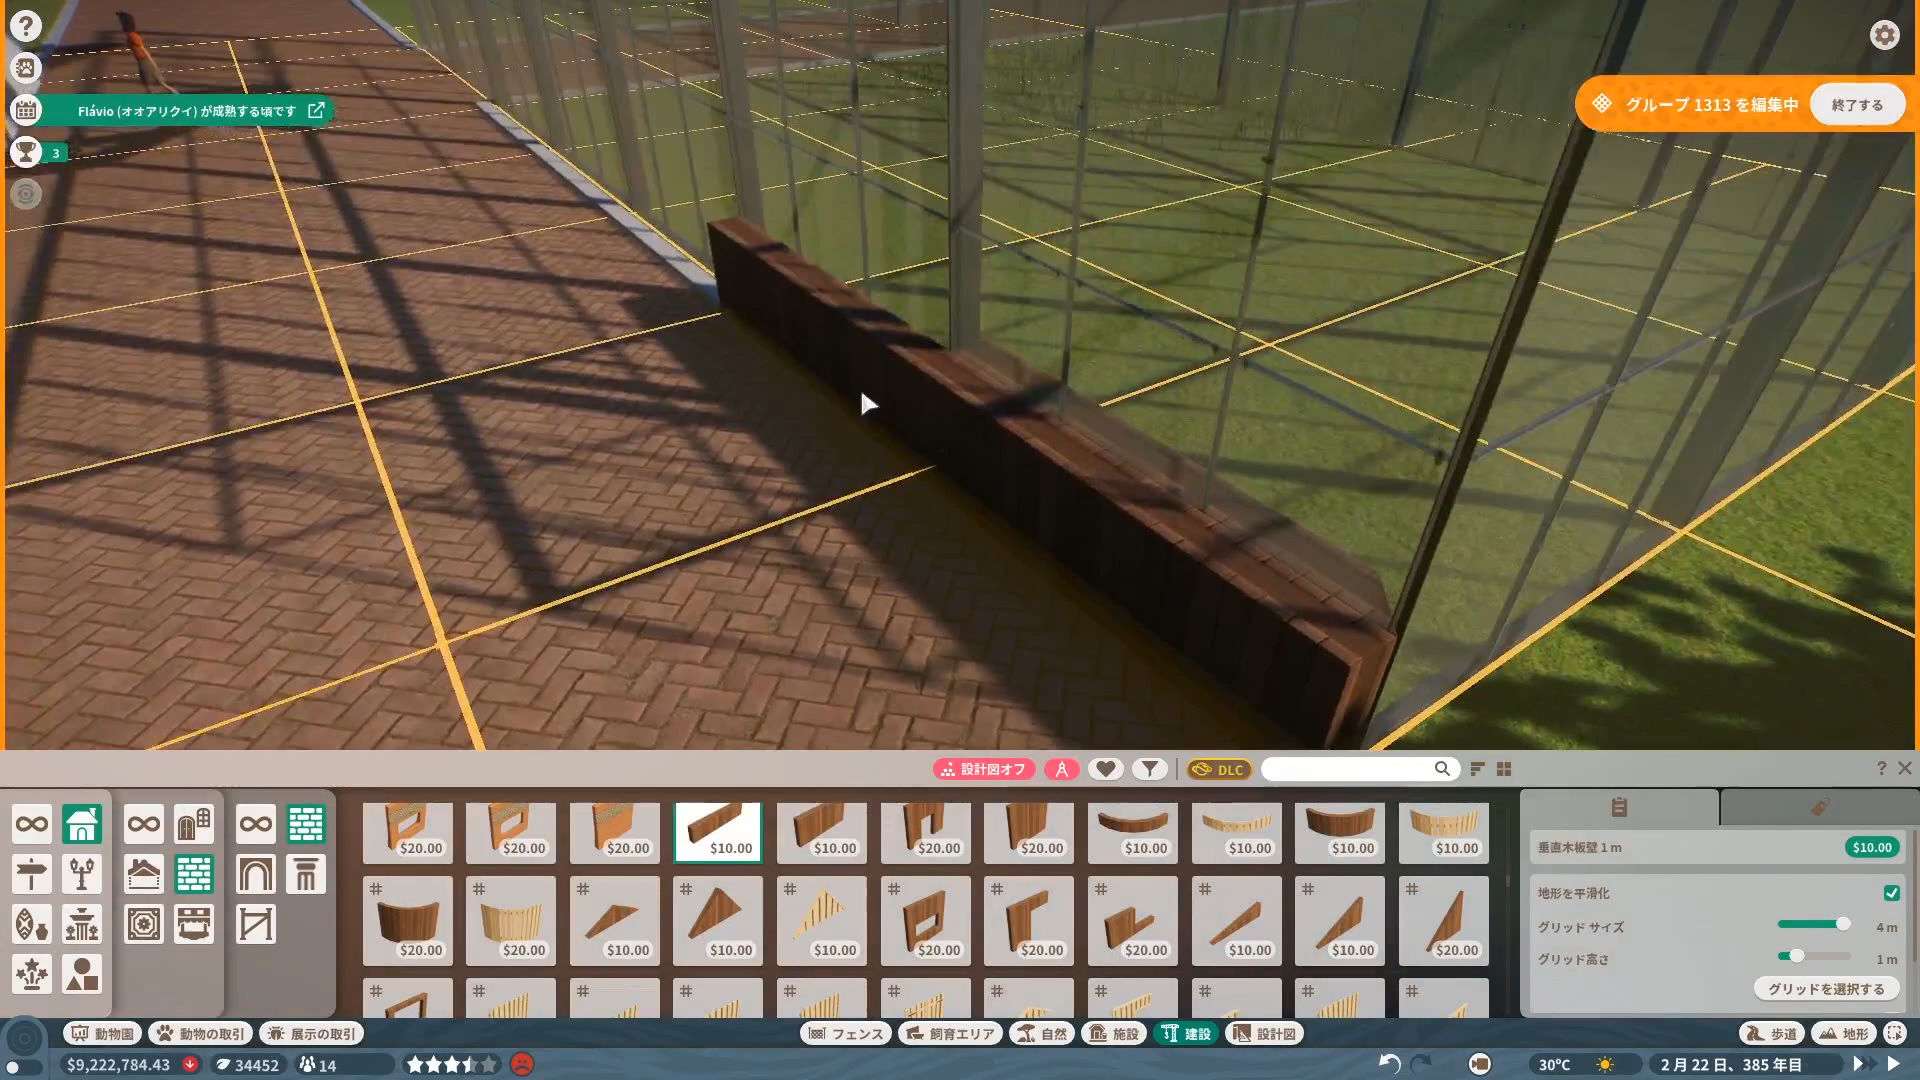 ?
Flávio (オオアリクイ) が成熟する頃です
3
グループ 1313 を編集中
終了する
設計図オフ
DLC
?
$20.00
$20.00
$20.00
$10.00
$10.00
$20.00
$20.00
$10.00
$10.00
$10.00
$10.00
$20.00
$20.00
$10.00
$10.00
$10.00
$20.00
$20.00
$20.00
$10.00
$10.00
$20.00
垂直木板壁 1 m
$10.00
地形を平滑化
グリッド サイズ
4 m
グリッド高さ
1 m
グリッドを選択する
動物園
動物の取引
展示の取引
フェンス
飼育エリア
自然
施設
建設
設計図
歩道
地形
$9,222,784.43
34452
14
30°C
2 月 22 日、385 年目